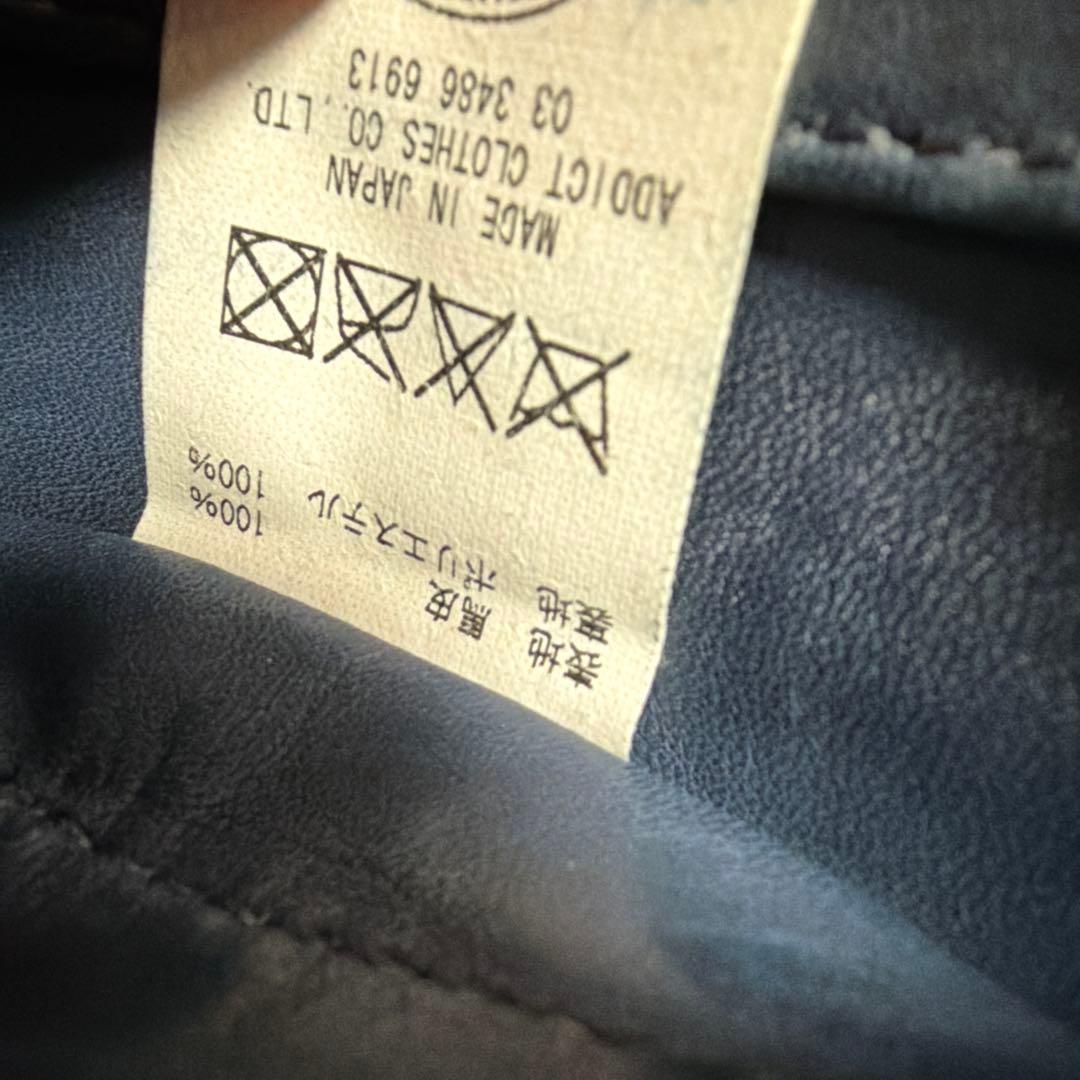 表地 馬皮 100%
裏地 ポリエステル 100%
MADE IN JAPAN
ADDICT CLOTHES CO., LTD.
03 3486 6913